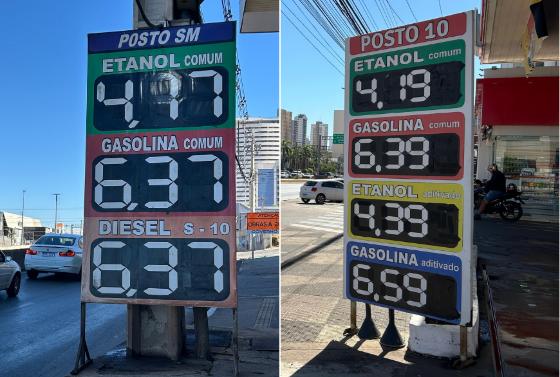 POSTO SM
ETANOL COMUM
4,17
GASOLINA COMUM
6,37
DIESEL S-10
6,37
POSTO 10
ETANOL comum
4,19
GASOLINA comum
6,39
ETANOL aditivado
4,39
GASOLINA aditivado
6,59